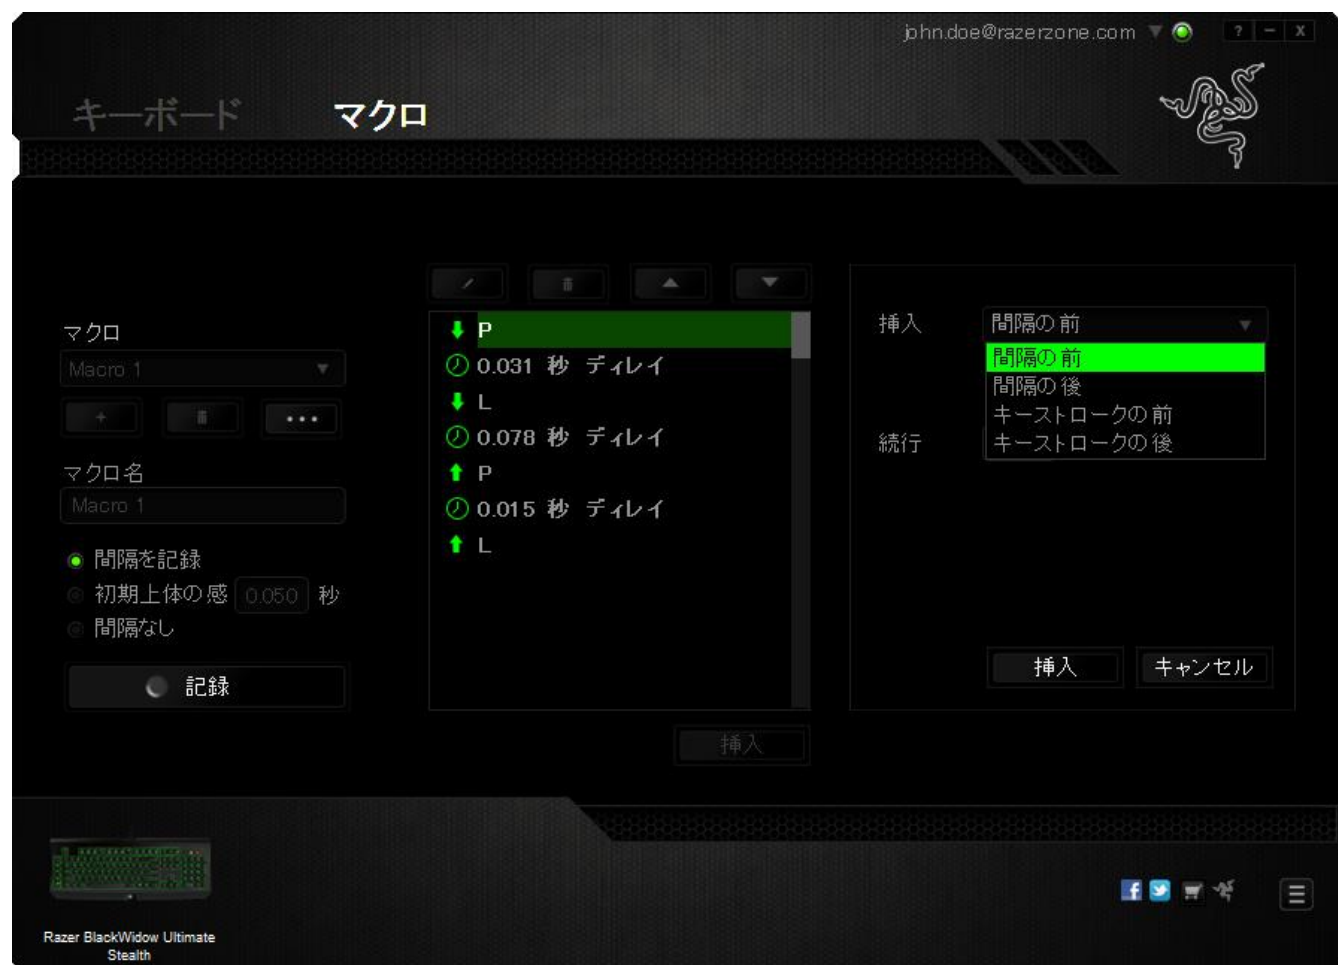 john.doe@razerzone.com
? - X
キーボード マクロ
マクロ
Macro 1
+
マクロ名
Macro 1
間隔を記録
初期上体の感 0.050 秒
間隔なし
記録
P
0.031 秒 ディレイ
L
0.078 秒 ディレイ
P
0.015 秒 ディレイ
L
挿入
挿入 間隔の前
間隔の前
間隔の後
キーストロークの前
キーストロークの後
続行
挿入 キャンセル
Razer BlackWidow Ultimate
Stealth